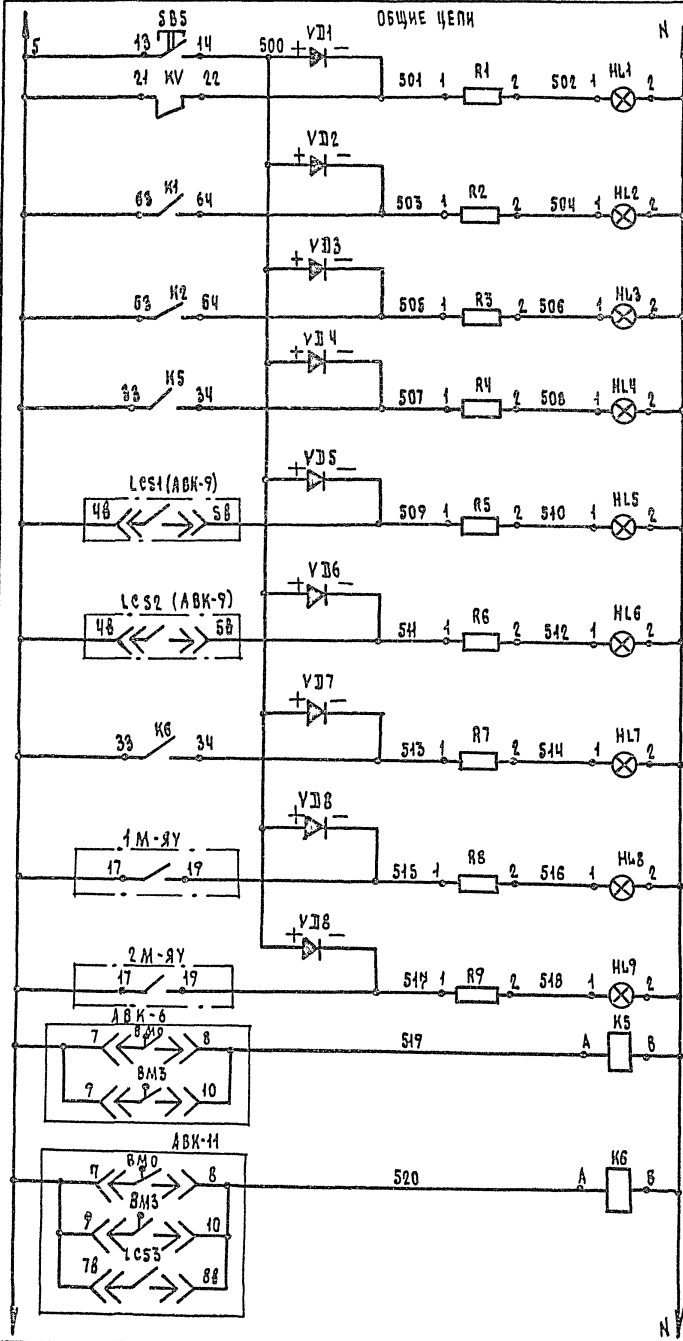 SB5 ОБЩИЕ ЦЕПИ N
5 13 14 500 + VD1 −
21 KV 22 501 1 R1 2 502 1 HL1 2
+ VD2 −
63 K1 64 503 1 R2 2 504 1 HL2 2
+ VD3 −
63 K2 64 505 1 R3 2 506 1 HL3 2
+ VD4 −
33 K5 34 507 1 R4 2 508 1 HL4 2
+ VD5 −
LCS1 (АВК-9)
4В 5В 509 1 R5 2 510 1 HL5 2
+ VD6 −
LCS2 (АВК-9)
4В 5В 511 1 R6 2 512 1 HL6 2
+ VD7 −
33 K6 34 513 1 R7 2 514 1 HL7 2
+ VD8 −
1М-ЯУ
17 19 515 1 R8 2 516 1 HL8 2
+ VD8 −
2М-ЯУ
17 19 517 1 R9 2 518 1 HL9 2
АВК-6
7 ВМО 8 519 А K5 В
9 ВМЗ 10
АВК-11
7 ВМО 8 520 А K6 В
9 ВМЗ 10
7В LCS3 8В
N